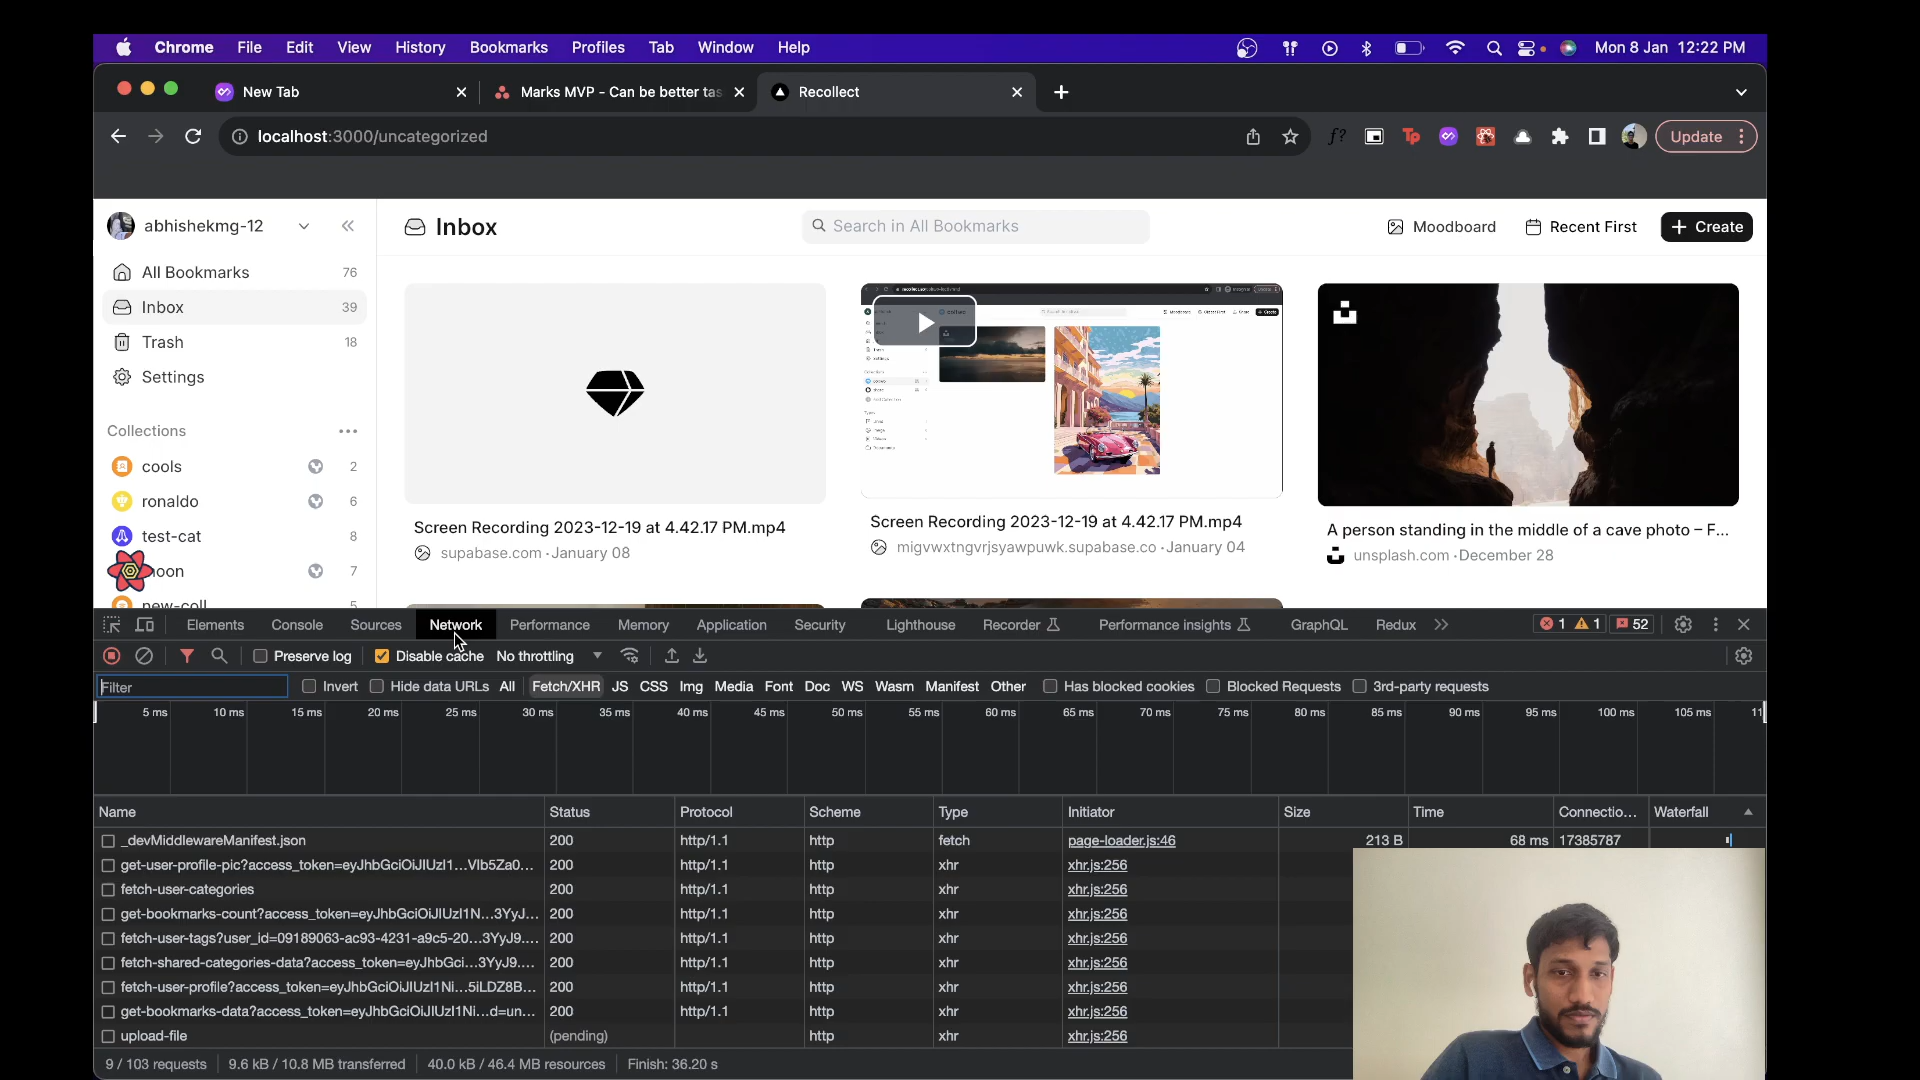 Chrome File Edit View History Bookmarks Profiles Tab Window Help Mon 8 Jan 12:22 PM
New Tab Marks MVP - Can be better tas Recollect
localhost:3000/uncategorized Update
abhishekmg-12
Inbox
Search in All Bookmarks
Moodboard Recent First + Create
All Bookmarks 76
Inbox 39
Trash 18
Settings
Collections
cools 2
ronaldo 6
test-cat 8
oon 7
new-coll 5
Screen Recording 2023-12-19 at 4.42.17 PM.mp4
supabase.com · January 08
Screen Recording 2023-12-19 at 4.42.17 PM.mp4
migvwxtngvrjsyawpuwk.supabase.co · January 04
A person standing in the middle of a cave photo – F...
unsplash.com · December 28
Elements Console Sources Network Performance Memory Application Security Lighthouse Recorder Performance insights GraphQL Redux 1 1 52
Preserve log Disable cache No throttling
Filter Invert Hide data URLs All Fetch/XHR JS CSS Img Media Font Doc WS Wasm Manifest Other Has blocked cookies Blocked Requests 3rd-party requests
5 ms 10 ms 15 ms 20 ms 25 ms 30 ms 35 ms 40 ms 45 ms 50 ms 55 ms 60 ms 65 ms 70 ms 75 ms 80 ms 85 ms 90 ms 95 ms 100 ms 105 ms 11
Name Status Protocol Scheme Type Initiator Size Time Connectio... Waterfall
_devMiddlewareManifest.json 200 http/1.1 http fetch page-loader.js:46 213 B 68 ms 17385787
get-user-profile-pic?access_token=eyJhbGciOiJIUzI1...VIb5Za0... 200 http/1.1 http xhr xhr.js:256
fetch-user-categories 200 http/1.1 http xhr xhr.js:256
get-bookmarks-count?access_token=eyJhbGciOiJIUzI1N...3YyJ... 200 http/1.1 http xhr xhr.js:256
fetch-user-tags?user_id=09189063-ac93-4231-a9c5-20...3YyJ9.... 200 http/1.1 http xhr xhr.js:256
fetch-shared-categories-data?access_token=eyJhbGci...3YyJ9.... 200 http/1.1 http xhr xhr.js:256
fetch-user-profile?access_token=eyJhbGciOiJIUzI1Ni...5iLDZ8B... 200 http/1.1 http xhr xhr.js:256
get-bookmarks-data?access_token=eyJhbGciOiJIUzI1Ni...d=un... 200 http/1.1 http xhr xhr.js:256
upload-file (pending) http xhr xhr.js:256
9 / 103 requests 9.6 kB / 10.8 MB transferred 40.0 kB / 46.4 MB resources Finish: 36.20 s